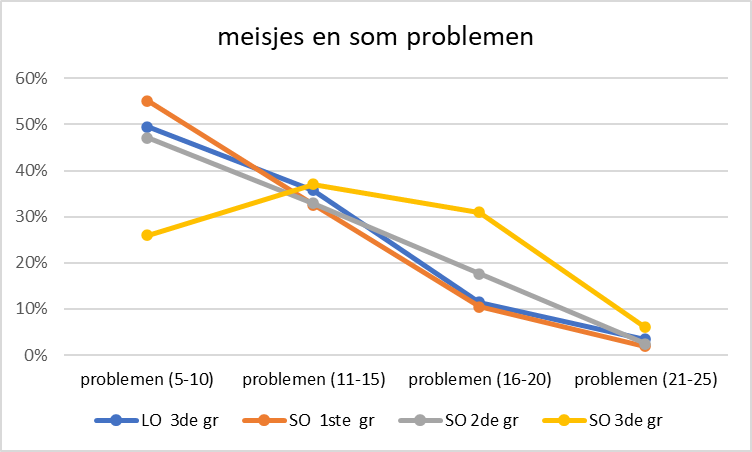 meisjes en som problemen
60%
50%
40%
30%
20%
10%
0%
problemen (5-10) problemen (11-15) problemen (16-20) problemen (21-25)
LO 3de gr SO 1ste gr SO 2de gr SO 3de gr